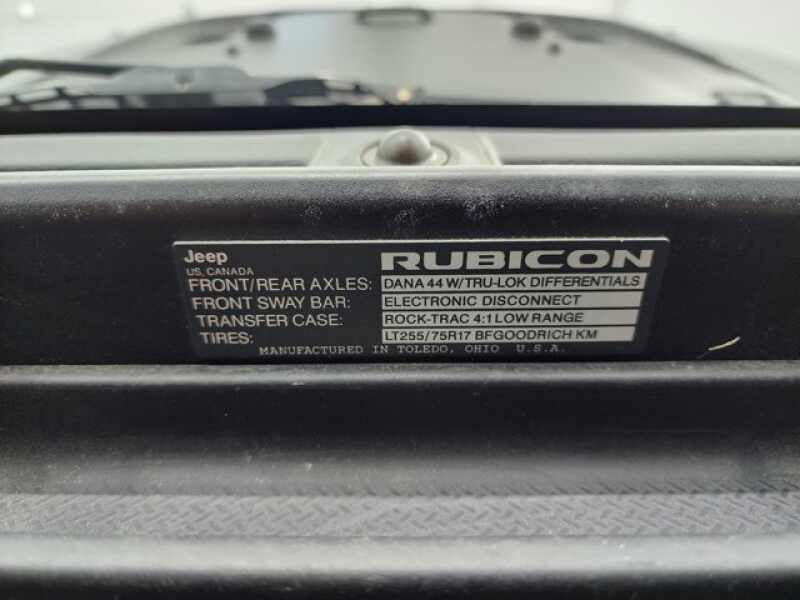 Jeep RUBICON
US, CANADA
FRONT/REAR AXLES: DANA 44 W/TRU-LOK DIFFERENTIALS
FRONT SWAY BAR: ELECTRONIC DISCONNECT
TRANSFER CASE: ROCK-TRAC 4:1 LOW RANGE
TIRES: LT255/75R17 BFGOODRICH KM
MANUFACTURED IN TOLEDO, OHIO U.S.A.